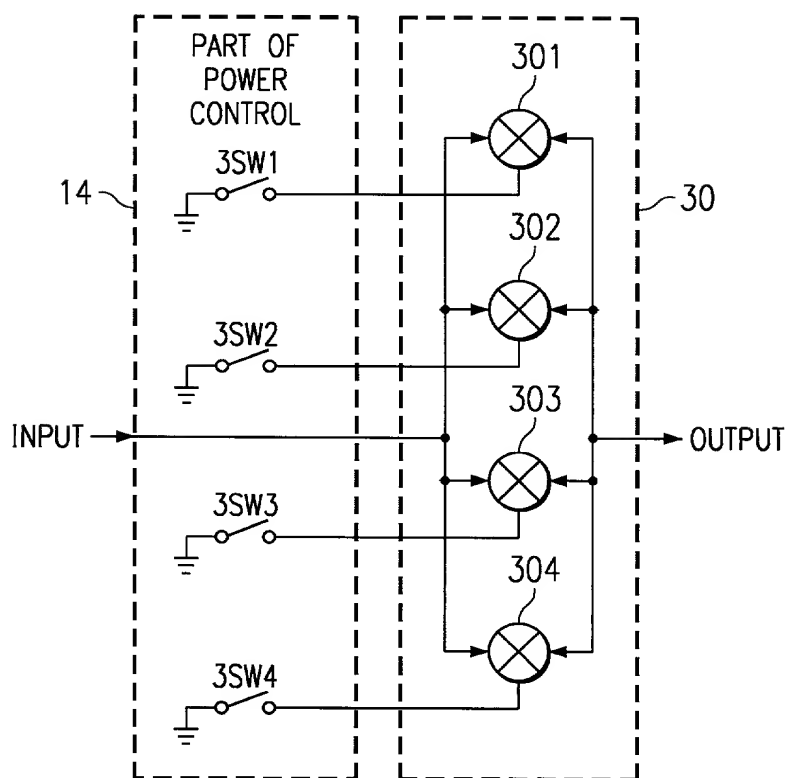 PART OF
POWER
CONTROL
301
3SW1
14
30
302
3SW2
INPUT
303
OUTPUT
3SW3
304
3SW4